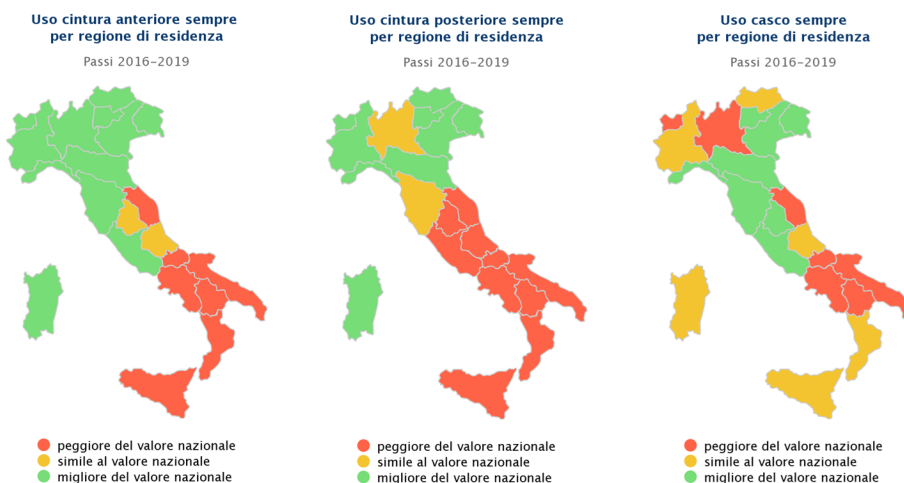 Uso cintura anteriore sempre
per regione di residenza
Passi 2016-2019
peggiore del valore nazionale
simile al valore nazionale
migliore del valore nazionale
Uso cintura posteriore sempre
per regione di residenza
Passi 2016-2019
peggiore del valore nazionale
simile al valore nazionale
migliore del valore nazionale
Uso casco sempre
per regione di residenza
Passi 2016-2019
peggiore del valore nazionale
simile al valore nazionale
migliore del valore nazionale